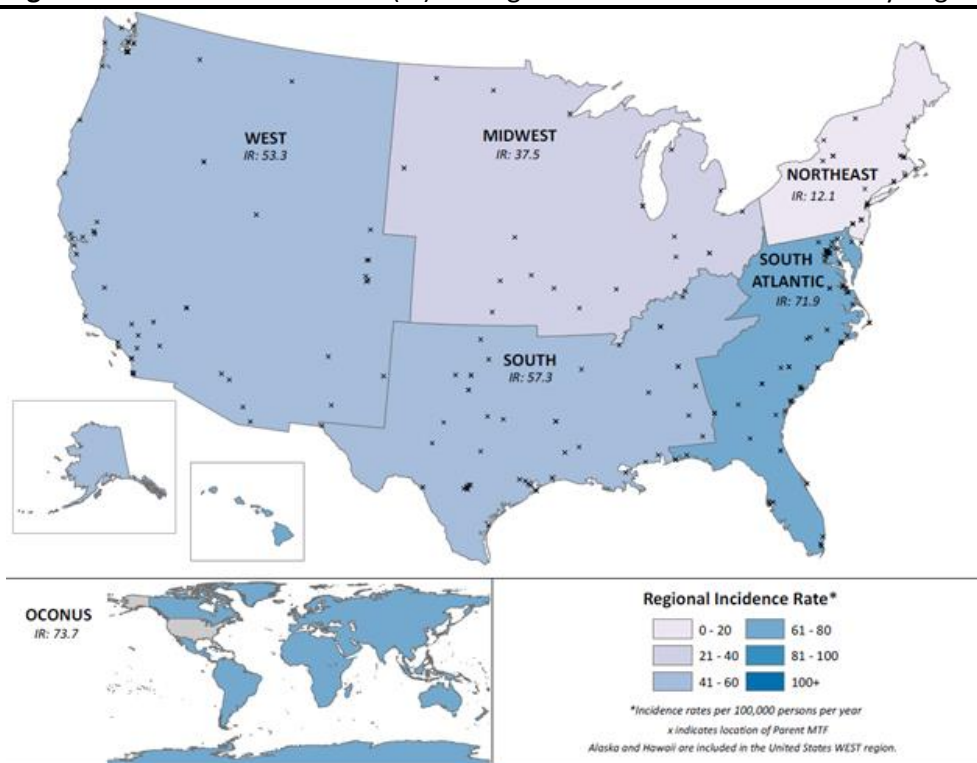 WEST
IR: 53.3
MIDWEST
IR: 37.5
NORTHEAST
IR: 12.1
SOUTH
ATLANTIC
IR: 71.9
SOUTH
IR: 57.3
OCONUS
IR: 73.7
Regional Incidence Rate*
0 - 20
61 - 80
21 - 40
81 - 100
41 - 60
100+
*Incidence rates per 100,000 persons per year
x indicates location of Parent MTF
Alaska and Hawaii are included in the United States WEST region.